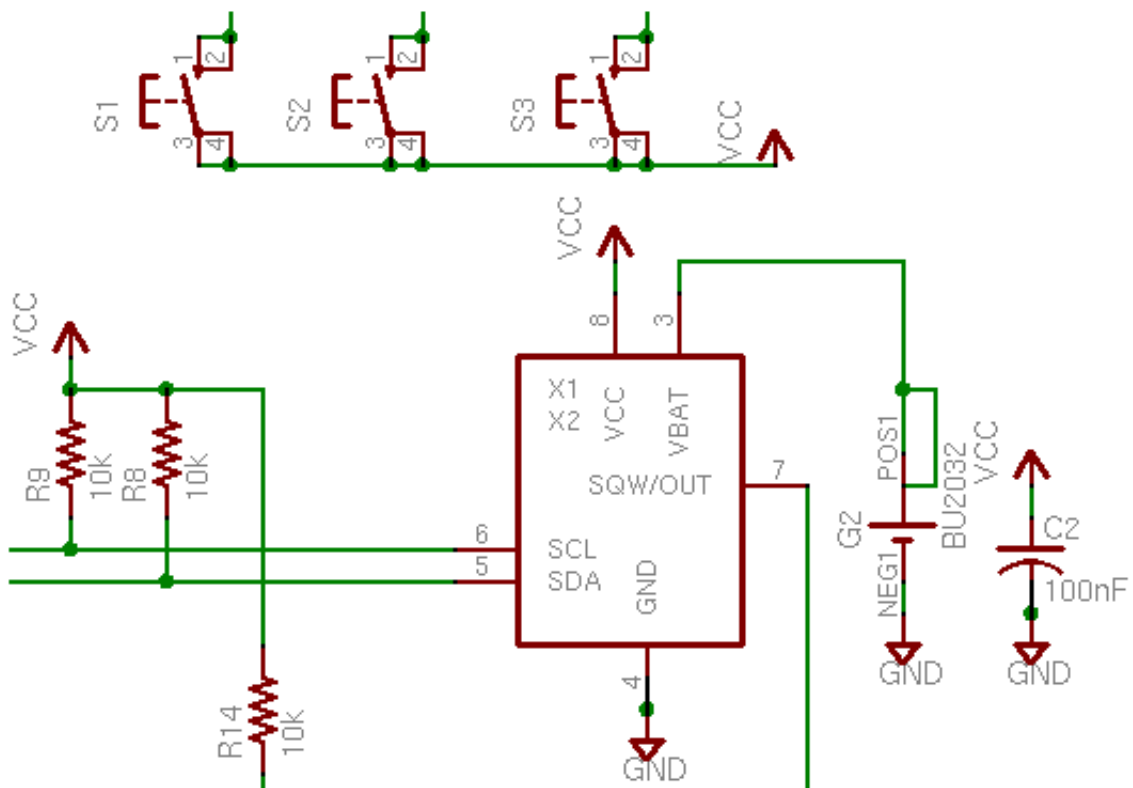 1
2
S1
3
4
1
2
S2
3
4
1
2
S3
3
4
VCC
VCC
8
3
VCC
X1
X2
VCC
VBAT
SQW/OUT
7
R9
10k
R8
10k
6
SCL
5
SDA
GND
4
GND
R14
10k
POS1
G2
BU2032
NEG1
GND
VCC
C2
100nF
GND